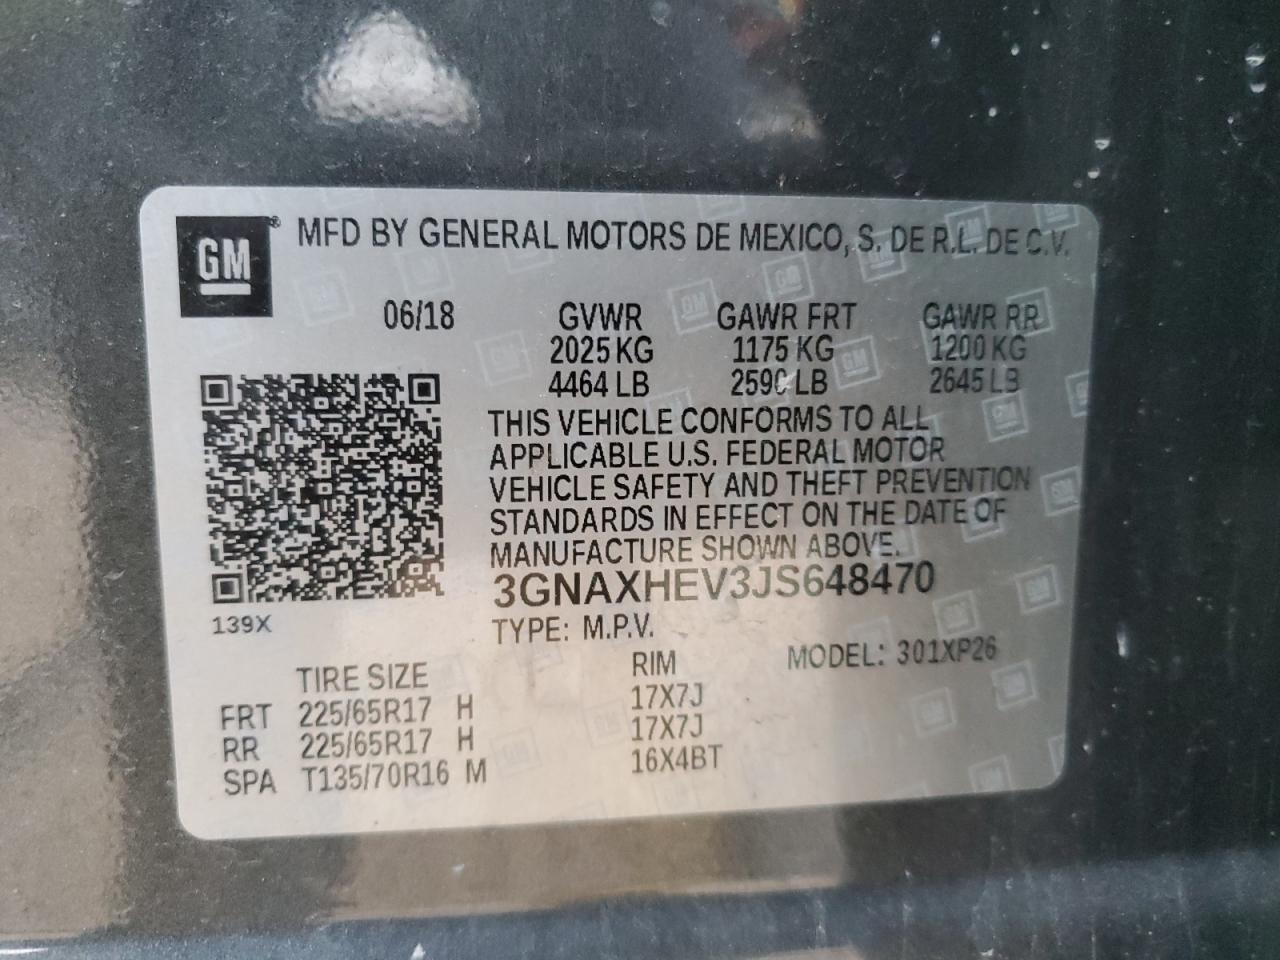 GM® MFD BY GENERAL MOTORS DE MEXICO, S. DE R.L. DE C.V.
06/18 GVWR GAWR FRT GAWR RR
2025 KG 1175 KG 1200 KG
4464 LB 2590 LB 2645 LB
THIS VEHICLE CONFORMS TO ALL
APPLICABLE U.S. FEDERAL MOTOR
VEHICLE SAFETY AND THEFT PREVENTION
STANDARDS IN EFFECT ON THE DATE OF
MANUFACTURE SHOWN ABOVE.
3GNAXHEV3JS648470
139X
TYPE: M.P.V. MODEL: 301XP26
TIRE SIZE RIM
FRT 225/65R17 H 17X7J
RR 225/65R17 H 17X7J
SPA T135/70R16 M 16X4BT